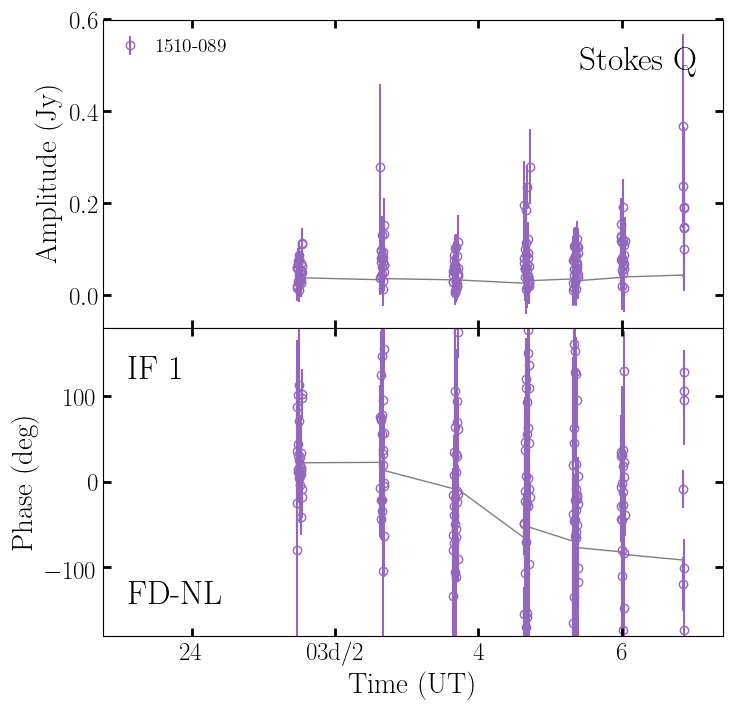 0.6
1510-089
Stokes Q
0.4
0.2
0.0
Amplitude (Jy)
IF 1
100
0
−100
Phase (deg)
FD-NL
24 03d/2 4 6
Time (UT)